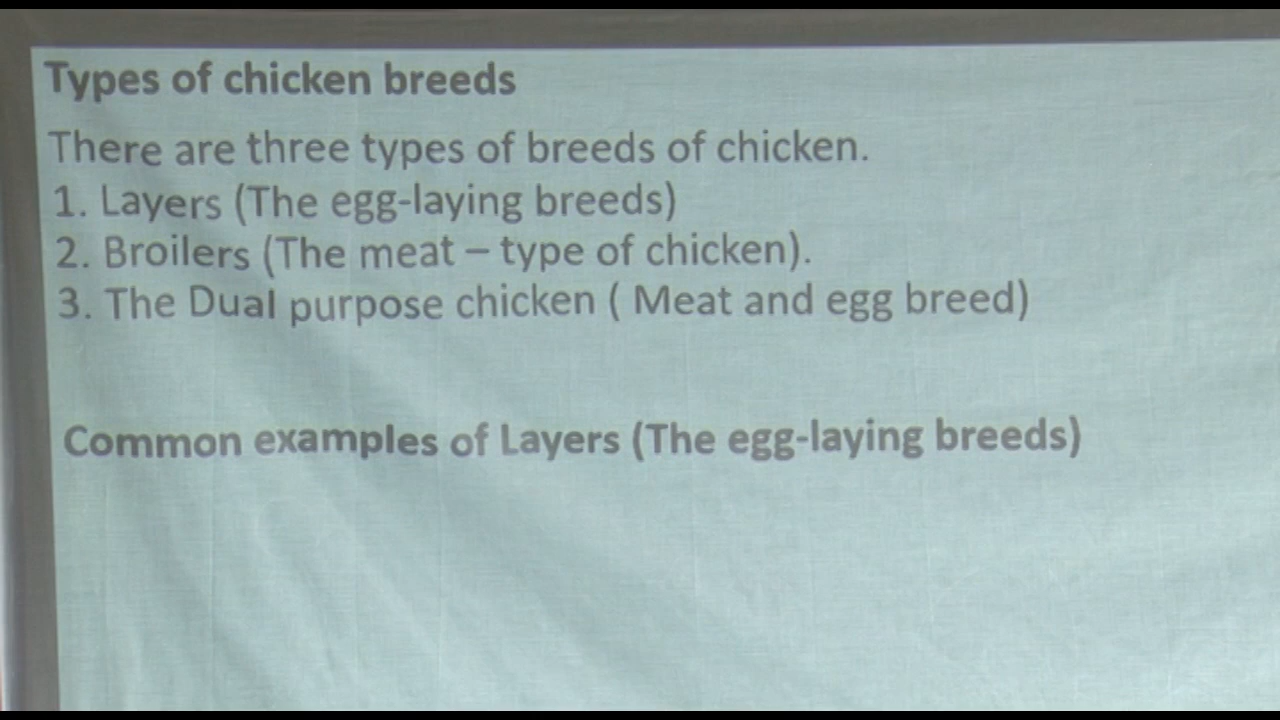 Types of chicken breeds
There are three types of breeds of chicken.
1. Layers (The egg-laying breeds)
2. Broilers (The meat – type of chicken).
3. The Dual purpose chicken ( Meat and egg breed)
Common examples of Layers (The egg-laying breeds)